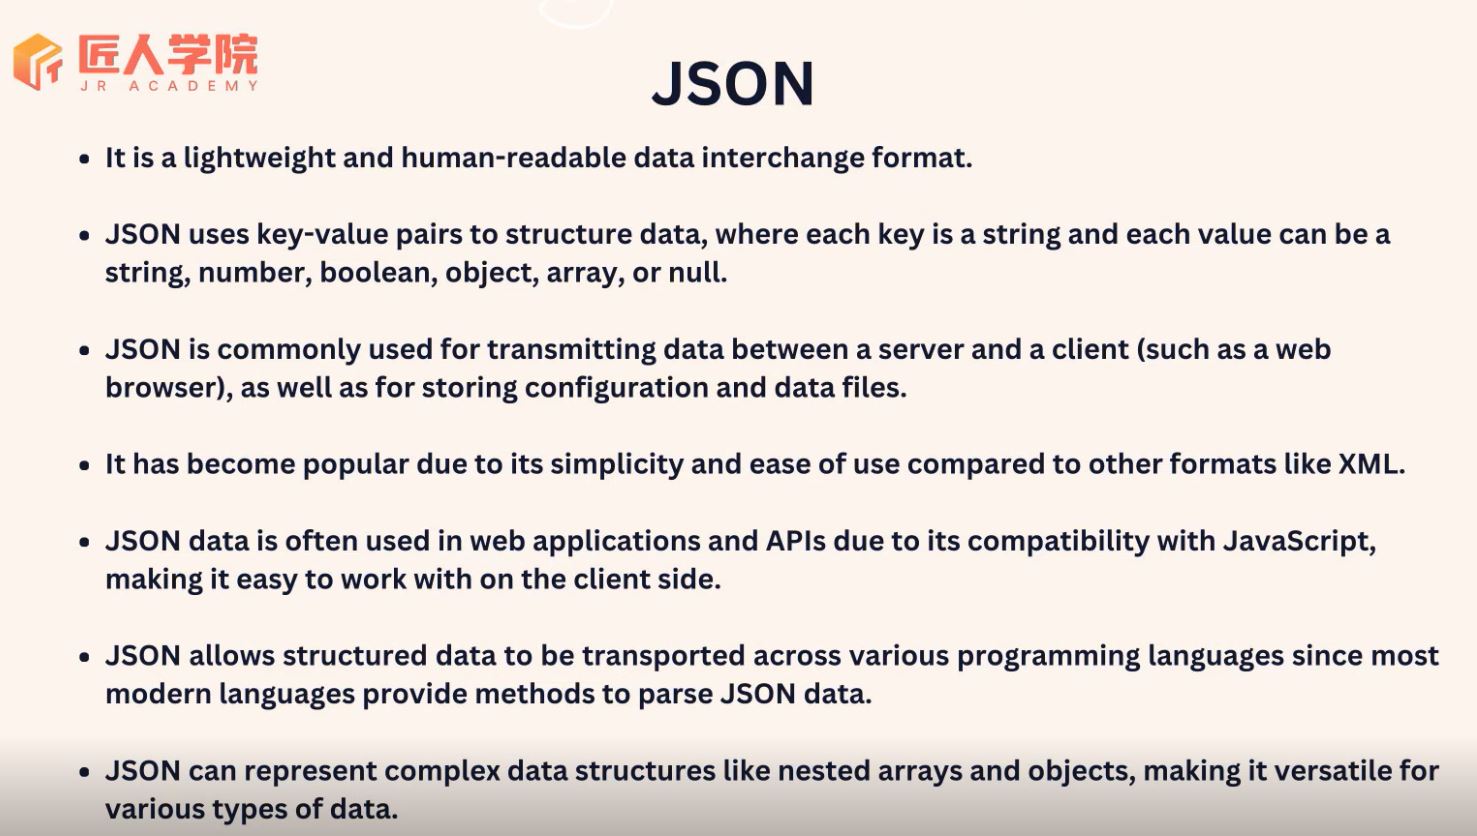 匠人学院
JR ACADEMY
JSON
• It is a lightweight and human-readable data interchange format.
• JSON uses key-value pairs to structure data, where each key is a string and each value can be a
string, number, boolean, object, array, or null.
• JSON is commonly used for transmitting data between a server and a client (such as a web
browser), as well as for storing configuration and data files.
• It has become popular due to its simplicity and ease of use compared to other formats like XML.
• JSON data is often used in web applications and APIs due to its compatibility with JavaScript,
making it easy to work with on the client side.
• JSON allows structured data to be transported across various programming languages since most
modern languages provide methods to parse JSON data.
• JSON can represent complex data structures like nested arrays and objects, making it versatile for
various types of data.